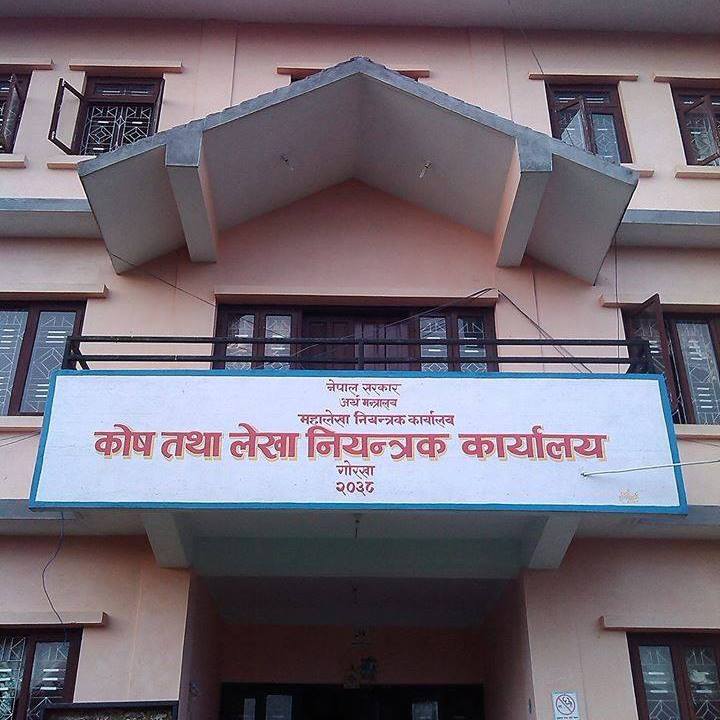 नेपाल सरकार
अर्थ मन्त्रालय
महालेखा नियन्त्रक कार्यालय
कोष तथा लेखा नियन्त्रक कार्यालय
गोरखा
२०३८